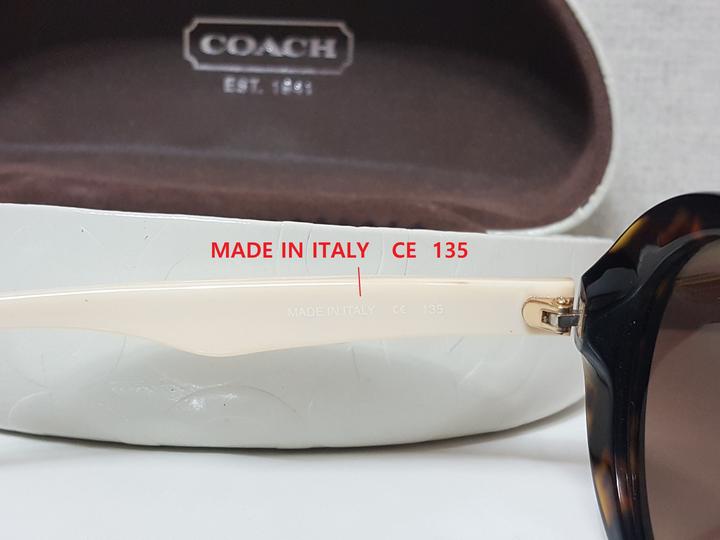 COACH
EST. 1941
MADE IN ITALY CE 135
MADE IN ITALY CE 135